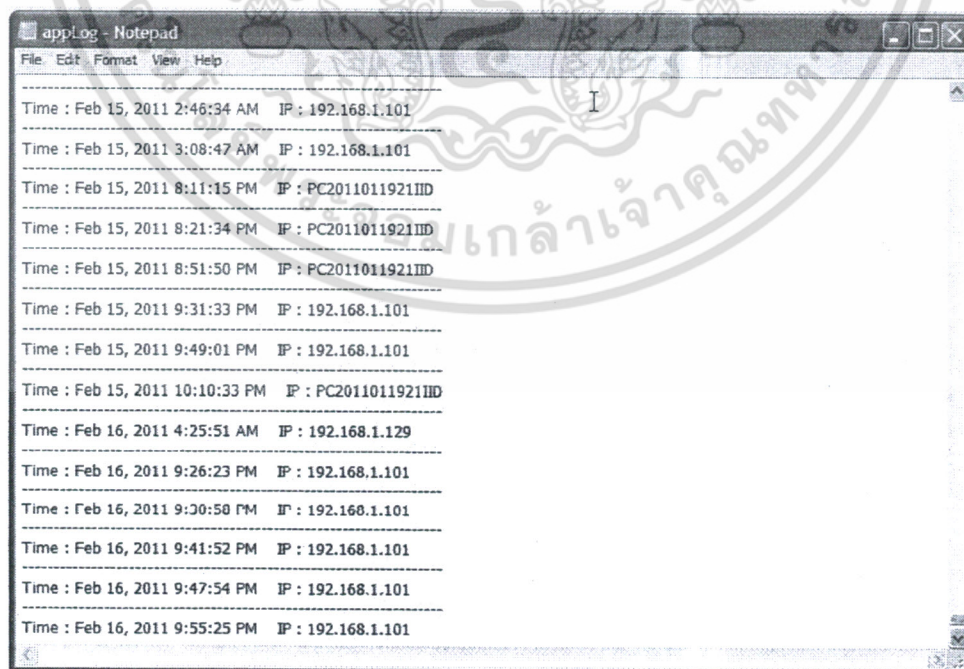 appLog - Notepad
File Edit Format View Help
Time : Feb 15, 2011 2:46:34 AM IP : 192.168.1.101
Time : Feb 15, 2011 3:08:47 AM IP : 192.168.1.101
Time : Feb 15, 2011 8:11:15 PM IP : PC2011011921IID
Time : Feb 15, 2011 8:21:34 PM IP : PC2011011921IID
Time : Feb 15, 2011 8:51:50 PM IP : PC2011011921IID
Time : Feb 15, 2011 9:31:33 PM IP : 192.168.1.101
Time : Feb 15, 2011 9:49:01 PM IP : 192.168.1.101
Time : Feb 15, 2011 10:10:33 PM IP : PC2011011921IID
Time : Feb 16, 2011 4:25:51 AM IP : 192.168.1.129
Time : Feb 16, 2011 9:26:23 PM IP : 192.168.1.101
Time : Feb 16, 2011 9:30:58 PM IP : 192.168.1.101
Time : Feb 16, 2011 9:41:52 PM IP : 192.168.1.101
Time : Feb 16, 2011 9:47:54 PM IP : 192.168.1.101
Time : Feb 16, 2011 9:55:25 PM IP : 192.168.1.101